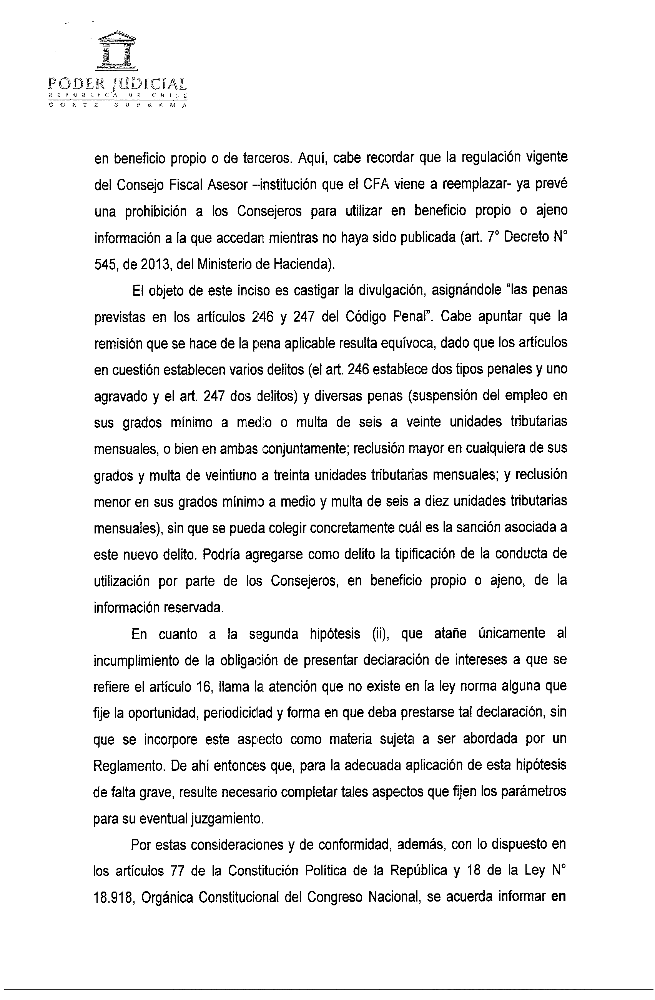 PODER JUDICIAL
REPUBLICA DE CHILE
CORTE SUPREMA
en beneficio propio o de terceros. Aquí, cabe recordar que la regulación vigente
del Consejo Fiscal Asesor –institución que el CFA viene a reemplazar- ya prevé
una prohibición a los Consejeros para utilizar en beneficio propio o ajeno
información a la que accedan mientras no haya sido publicada (art. 7° Decreto N°
545, de 2013, del Ministerio de Hacienda).
El objeto de este inciso es castigar la divulgación, asignándole “las penas
previstas en los artículos 246 y 247 del Código Penal”. Cabe apuntar que la
remisión que se hace de la pena aplicable resulta equívoca, dado que los artículos
en cuestión establecen varios delitos (el art. 246 establece dos tipos penales y uno
agravado y el art. 247 dos delitos) y diversas penas (suspensión del empleo en
sus grados mínimo a medio o multa de seis a veinte unidades tributarias
mensuales, o bien en ambas conjuntamente; reclusión mayor en cualquiera de sus
grados y multa de veintiuno a treinta unidades tributarias mensuales; y reclusión
menor en sus grados mínimo a medio y multa de seis a diez unidades tributarias
mensuales), sin que se pueda colegir concretamente cuál es la sanción asociada a
este nuevo delito. Podría agregarse como delito la tipificación de la conducta de
utilización por parte de los Consejeros, en beneficio propio o ajeno, de la
información reservada.
En cuanto a la segunda hipótesis (ii), que atañe únicamente al
incumplimiento de la obligación de presentar declaración de intereses a que se
refiere el artículo 16, llama la atención que no existe en la ley norma alguna que
fije la oportunidad, periodicidad y forma en que deba prestarse tal declaración, sin
que se incorpore este aspecto como materia sujeta a ser abordada por un
Reglamento. De ahí entonces que, para la adecuada aplicación de esta hipótesis
de falta grave, resulte necesario completar tales aspectos que fijen los parámetros
para su eventual juzgamiento.
Por estas consideraciones y de conformidad, además, con lo dispuesto en
los artículos 77 de la Constitución Política de la República y 18 de la Ley N°
18.918, Orgánica Constitucional del Congreso Nacional, se acuerda informar en